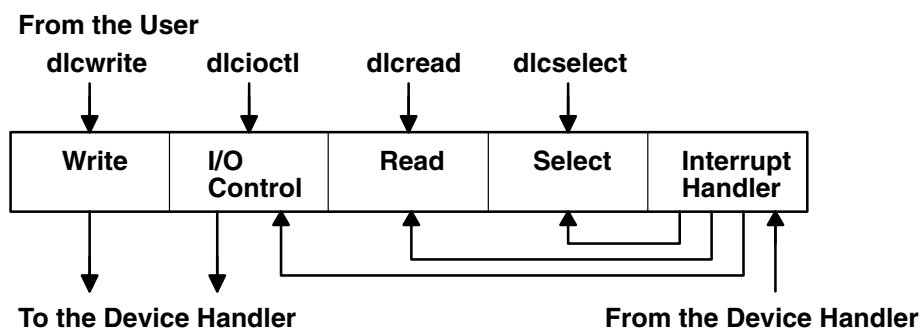 From the User
dlcwrite dlcioctl dlcread dlcselect
Write I/O Control Read Select Interrupt Handler
To the Device Handler From the Device Handler